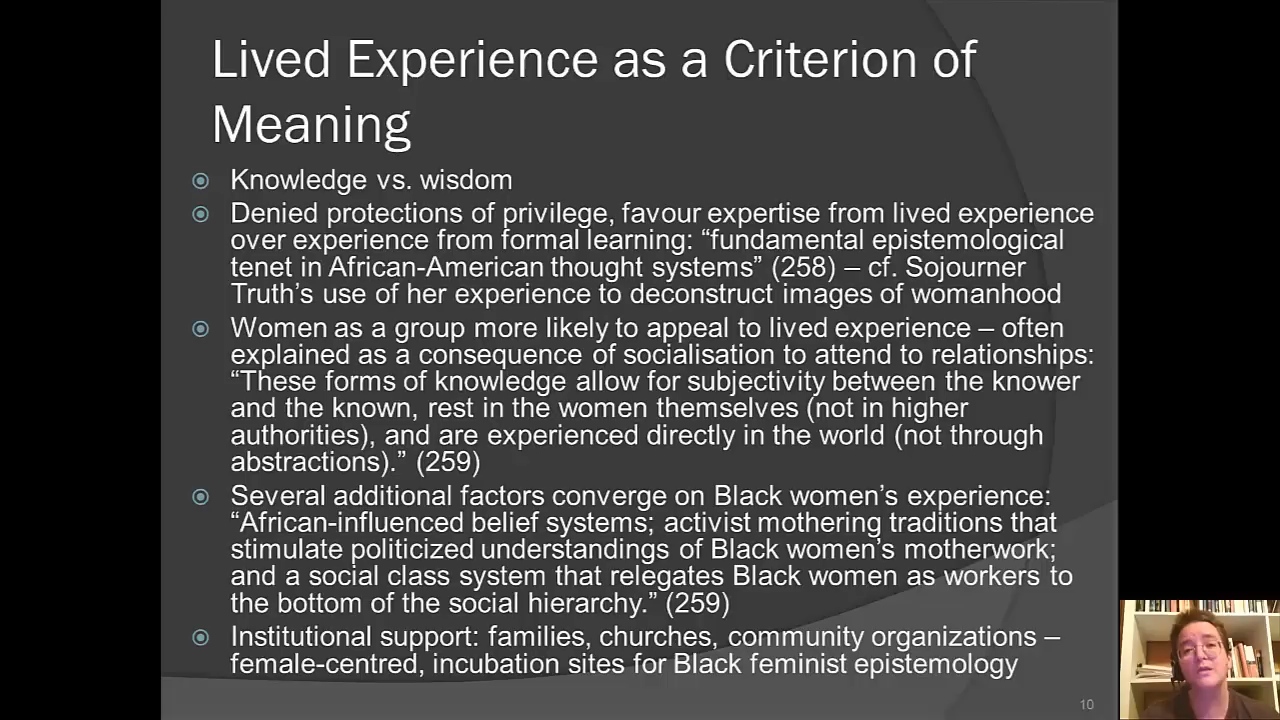 Lived Experience as a Criterion of
Meaning
Knowledge vs. wisdom
Denied protections of privilege, favour expertise from lived experience
over experience from formal learning: “fundamental epistemological
tenet in African-American thought systems” (258) – cf. Sojourner
Truth’s use of her experience to deconstruct images of womanhood
Women as a group more likely to appeal to lived experience – often
explained as a consequence of socialisation to attend to relationships:
“These forms of knowledge allow for subjectivity between the knower
and the known, rest in the women themselves (not in higher
authorities), and are experienced directly in the world (not through
abstractions).” (259)
Several additional factors converge on Black women’s experience:
“African-influenced belief systems; activist mothering traditions that
stimulate politicized understandings of Black women’s motherwork;
and a social class system that relegates Black women as workers to
the bottom of the social hierarchy.” (259)
Institutional support: families, churches, community organizations –
female-centred, incubation sites for Black feminist epistemology
10